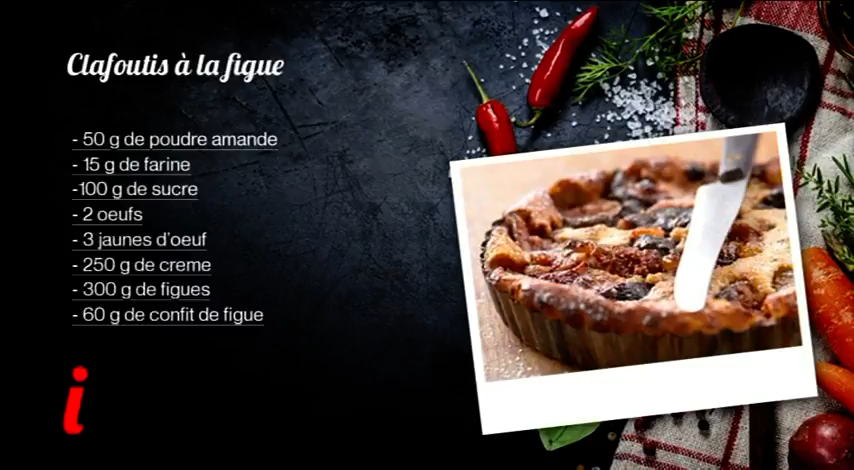 Clafoutis à la figue
- 50 g de poudre amande
- 15 g de farine
-100 g de sucre
- 2 oeufs
- 3 jaunes d'oeuf
- 250 g de creme
- 300 g de figues
- 60 g de confit de figue
i